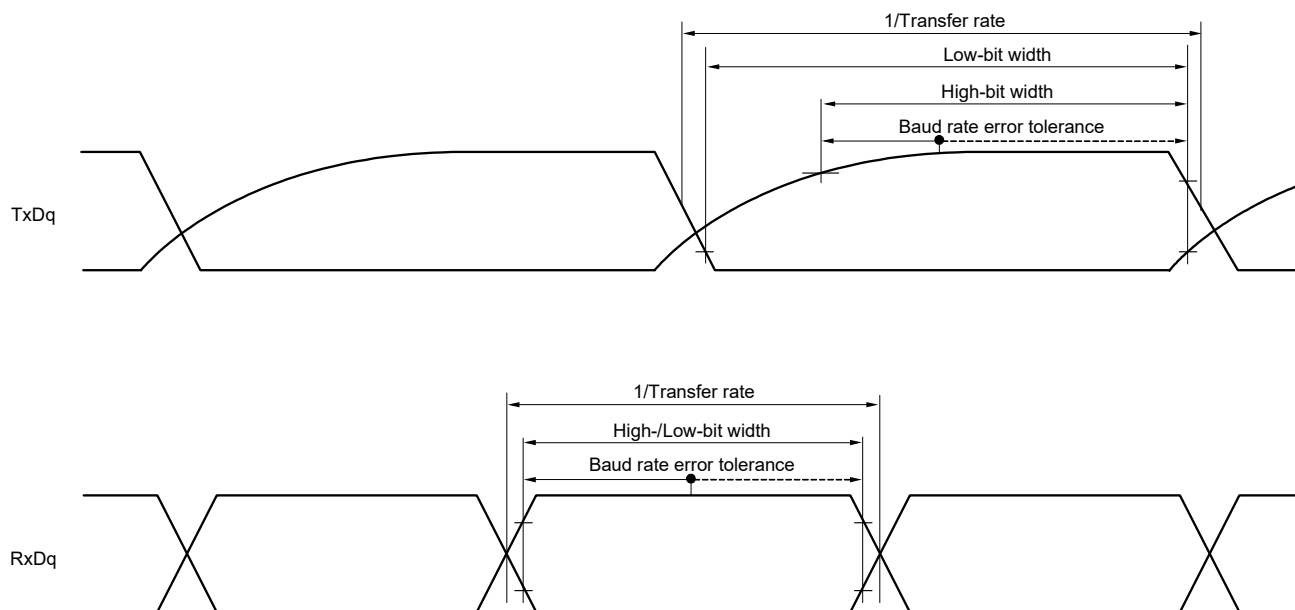 1/Transfer rate
Low-bit width
High-bit width
Baud rate error tolerance
TxDq
1/Transfer rate
High-/Low-bit width
Baud rate error tolerance
RxDq